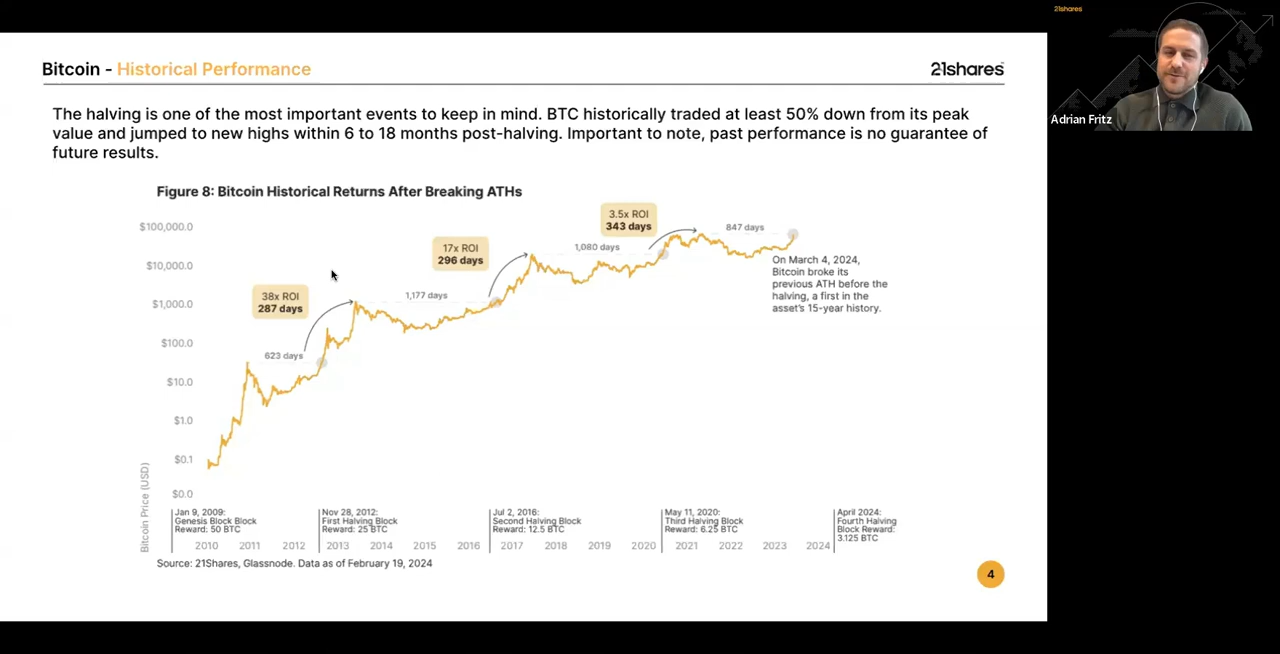 21shares
Adrian Fritz
Bitcoin - Historical Performance
21shares
The halving is one of the most important events to keep in mind. BTC historically traded at least 50% down from its peak
value and jumped to new highs within 6 to 18 months post-halving. Important to note, past performance is no guarantee of
future results.
Figure 8: Bitcoin Historical Returns After Breaking ATHs
$100,000.0
$10,000.0
$1,000.0
$100.0
$10.0
$1.0
$0.1
$0.0
Bitcoin Price (USD)
38x ROI
287 days
623 days
17x ROI
296 days
1,177 days
3.5x ROI
343 days
1,080 days
847 days
On March 4, 2024,
Bitcoin broke its
previous ATH before the
halving, a first in the
asset's 15-year history.
Jan 9, 2009:
Genesis Block Block
Reward: 50 BTC
Nov 28, 2012:
First Halving Block
Reward: 25 BTC
Jul 2, 2016:
Second Halving Block
Reward: 12.5 BTC
May 11, 2020:
Third Halving Block
Reward: 6.25 BTC
April 2024:
Fourth Halving
Block Reward:
3.125 BTC
2010 2011 2012 2013 2014 2015 2016 2017 2018 2019 2020 2021 2022 2023 2024
Source: 21Shares, Glassnode. Data as of February 19, 2024
4